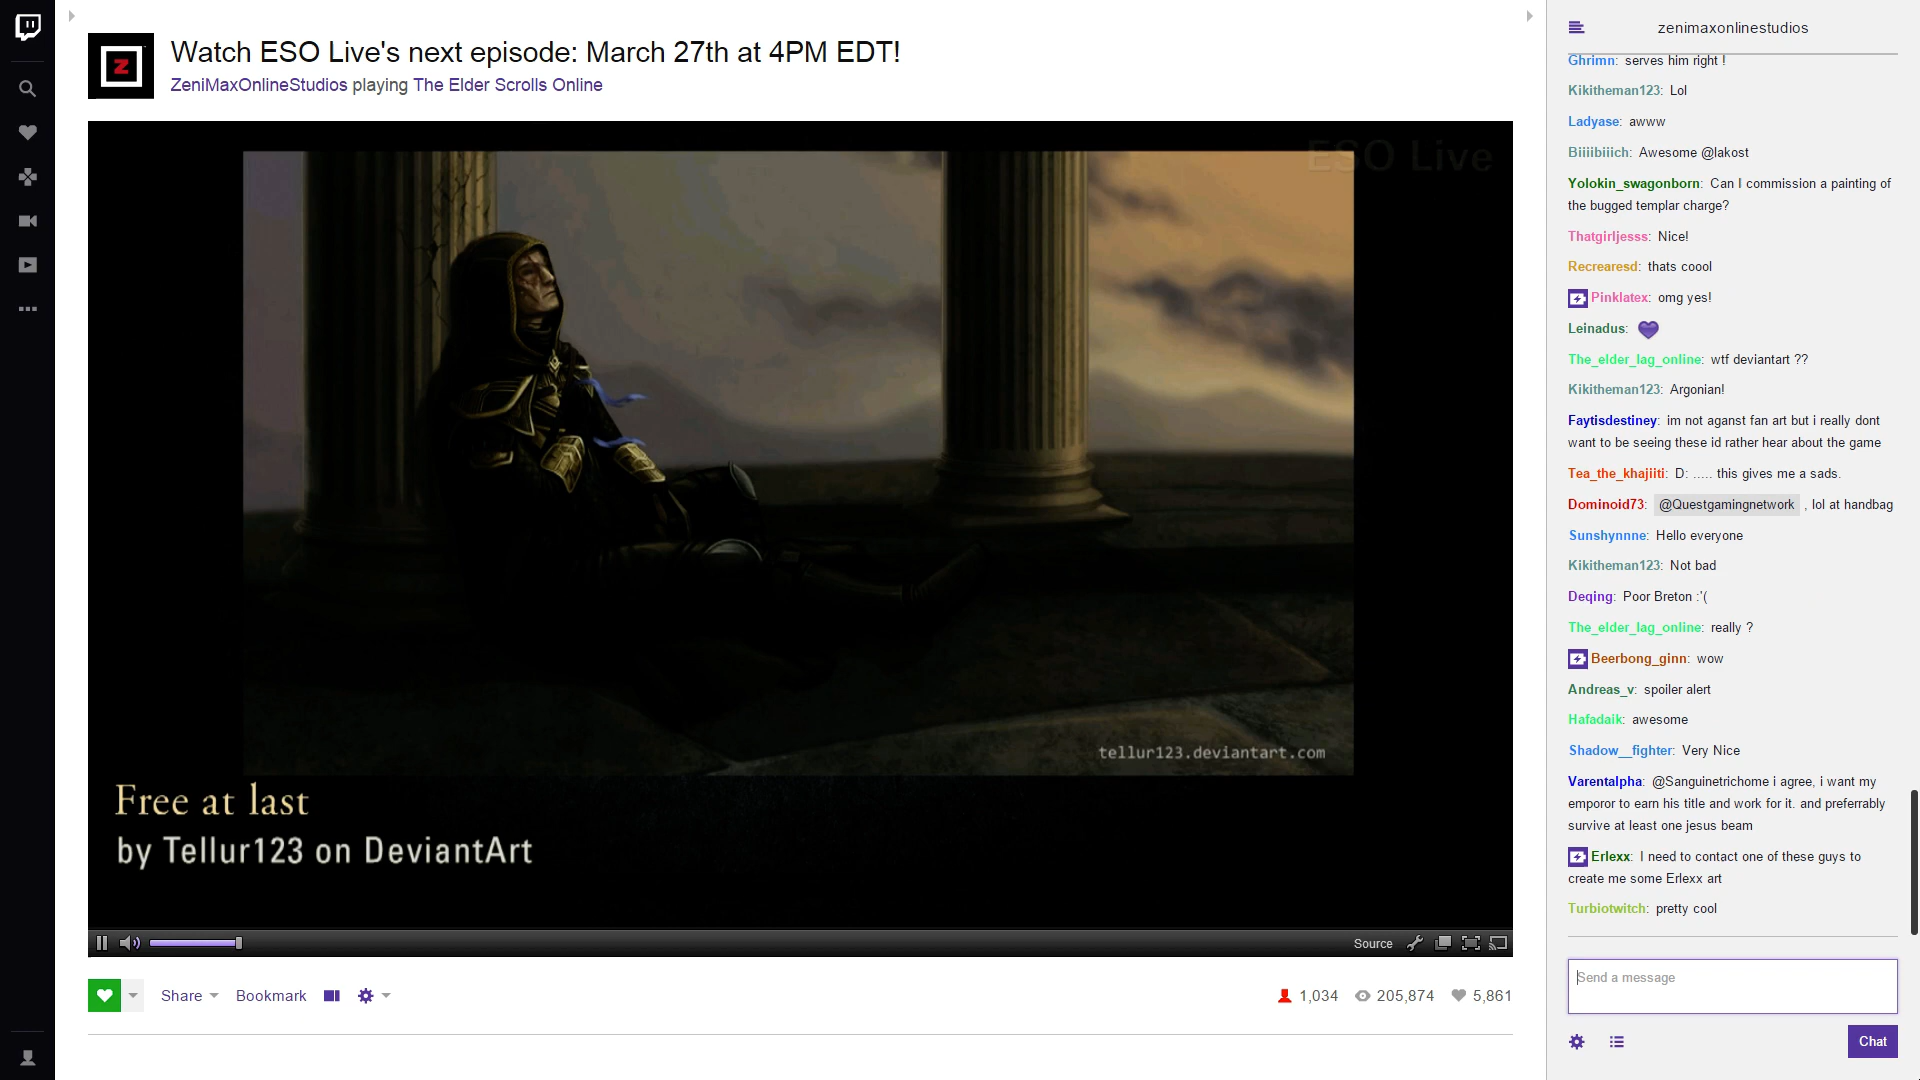 Watch ESO Live's next episode: March 27th at 4PM EDT!
ZeniMaxOnlineStudios playing The Elder Scrolls Online
ESO Live
tellur123.deviantart.com
Free at last
by Tellur123 on DeviantArt
Source
Share
Bookmark
1,034
205,874
5,861
zenimaxonlinestudios
Ghrimn: serves him right !
Kikitheman123: Lol
Ladyase: awww
Biiiibiiich: Awesome @lakost
Yolokin_swagonborn: Can I commission a painting of
the bugged templar charge?
Thatgirljesss: Nice!
Recrearesd: thats coool
Pinklatex: omg yes!
Leinadus:
The_elder_lag_online: wtf deviantart ??
Kikitheman123: Argonian!
Faytisdestiney: im not aganst fan art but i really dont
want to be seeing these id rather hear about the game
Tea_the_khajiiti: D: ..... this gives me a sads.
Dominoid73: @Questgamingnetwork , lol at handbag
Sunshynnne: Hello everyone
Kikitheman123: Not bad
Deqing: Poor Breton :'(
The_elder_lag_online: really ?
Beerbong_ginn: wow
Andreas_v: spoiler alert
Hafadaik: awesome
Shadow__fighter: Very Nice
Varentalpha: @Sanguinetrichome i agree, i want my
emporor to earn his title and work for it. and preferrably
survive at least one jesus beam
Erlexx: I need to contact one of these guys to
create me some Erlexx art
Turbiotwitch: pretty cool
Send a message
Chat